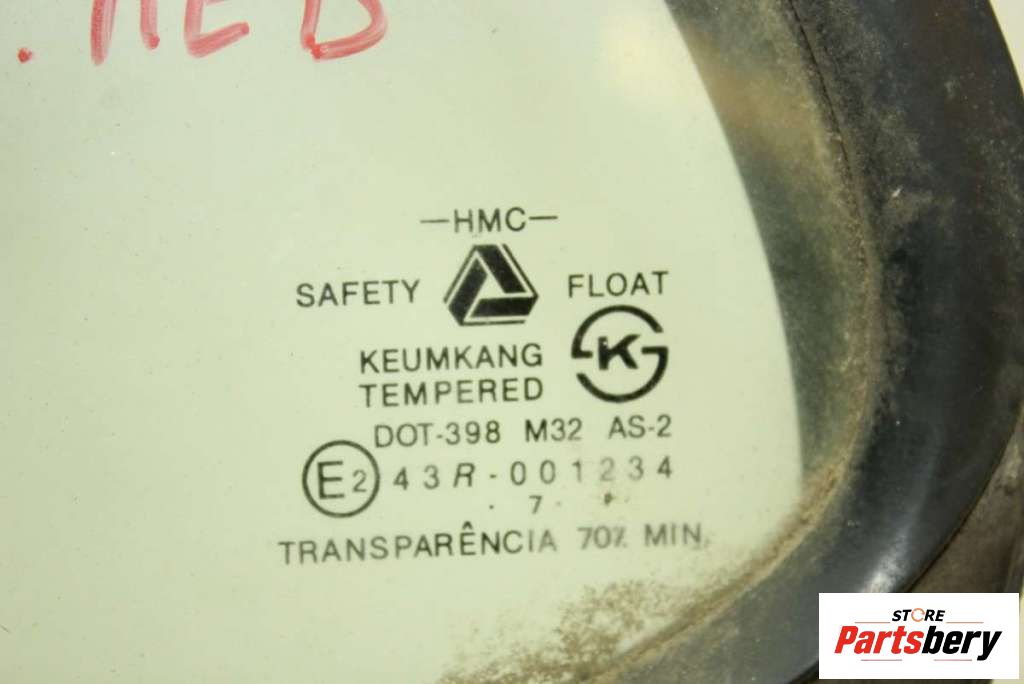 —HMC—
SAFETY FLOAT
K
KEUMKANG
TEMPERED
DOT-398 M32 AS-2
E2 43R-001234
. 7 .
TRANSPARÊNCIA 70% MIN.
STORE
Partsbery